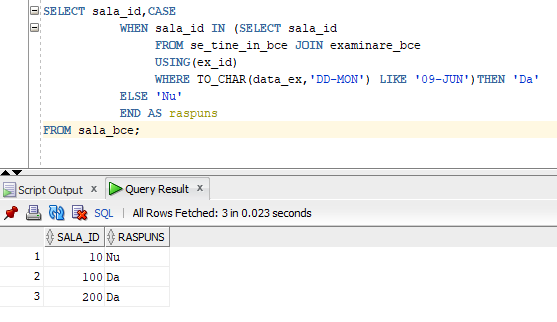 SELECT sala_id,CASE
WHEN sala_id IN (SELECT sala_id
FROM se_tine_in_bce JOIN examinare_bce
USING(ex_id)
WHERE TO_CHAR(data_ex,'DD-MON') LIKE '09-JUN')THEN 'Da'
ELSE 'Nu'
END AS raspuns
FROM sala_bce;
Script Output x Query Result x
SQL | All Rows Fetched: 3 in 0.023 seconds
SALA_ID RASPUNS
1 10 Nu
2 100 Da
3 200 Da